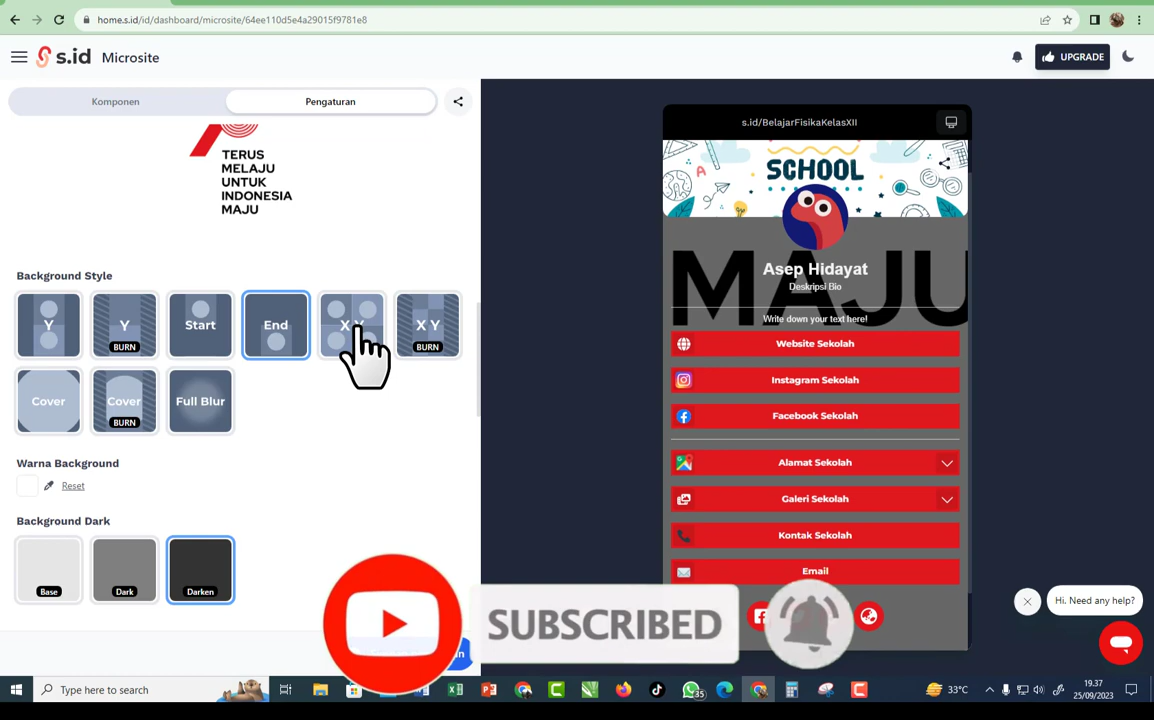 home.s.id/id/dashboard/microsite/64ee110d5e4a29015f9781e8
s.id Microsite
UPGRADE
Komponen
Pengaturan
TERUS
MELAJU
UNTUK
INDONESIA
MAJU
Background Style
Y
Y
BURN
Start
End
X Y
X Y
BURN
Cover
Cover
BURN
Full Blur
Warna Background
Reset
Background Dark
Base
Dark
Darken
s.id/BelajarFisikaKelasXII
SCHOOL
MAJU
Asep Hidayat
Deskripsi Bio
Write down your text here!
Website Sekolah
Instagram Sekolah
Facebook Sekolah
Alamat Sekolah
Galeri Sekolah
Kontak Sekolah
Email
SUBSCRIBED
Hi. Need any help?
Type here to search
35
33°C
19.37
25/09/2023